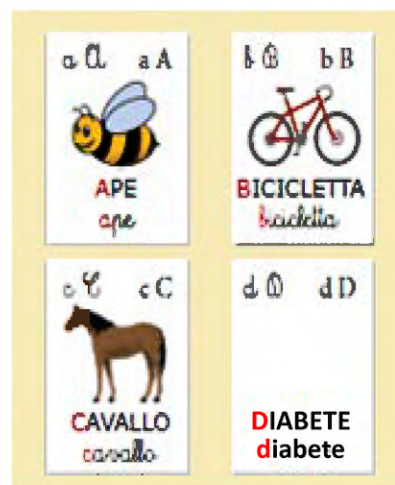 a A a A
b B b B
APE
ape
BICICLETTA
bicicletta
c C c C
d D d D
CAVALLO
cavallo
DIABETE
diabete